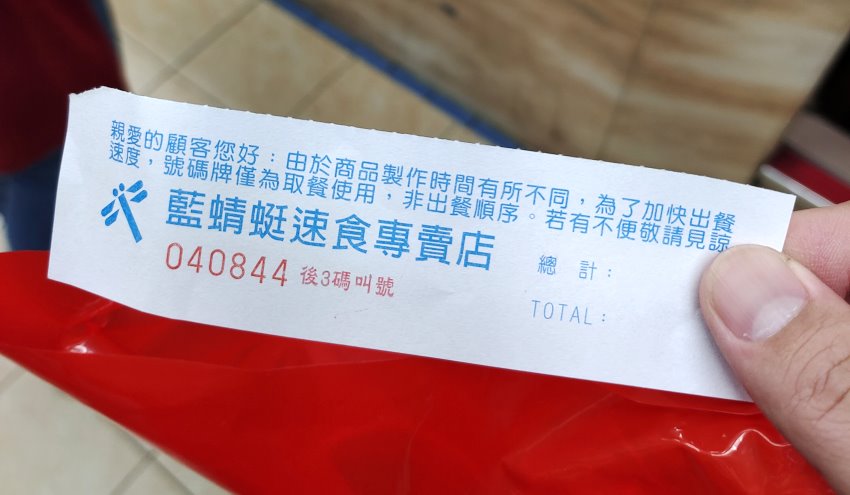 親愛的顧客您好：由於商品製作時間有所不同，為了加快出餐
速度，號碼牌僅為取餐使用，非出餐順序。若有不便敬請見諒
藍蜻蜓速食專賣店
040844 後3碼叫號
總 計：
TOTAL：